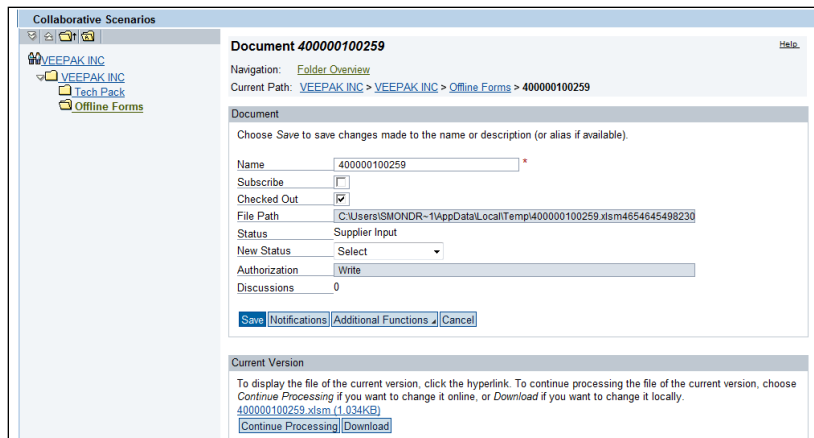 Collaborative Scenarios
VEEPAK INC
VEEPAK INC
Tech Pack
Offline Forms
Document 400000100259
Help
Navigation: Folder Overview
Current Path: VEEPAK INC > VEEPAK INC > Offline Forms > 400000100259
Document
Choose Save to save changes made to the name or description (or alias if available).
Name 400000100259 *
Subscribe
Checked Out
File Path C:\Users\SMONDR~1\AppData\Local\Temp\400000100259.xlsm4654645498230
Status Supplier Input
New Status Select
Authorization Write
Discussions 0
Save Notifications Additional Functions Cancel
Current Version
To display the file of the current version, click the hyperlink. To continue processing the file of the current version, choose
Continue Processing if you want to change it online, or Download if you want to change it locally.
400000100259.xlsm (1.034KB)
Continue Processing Download